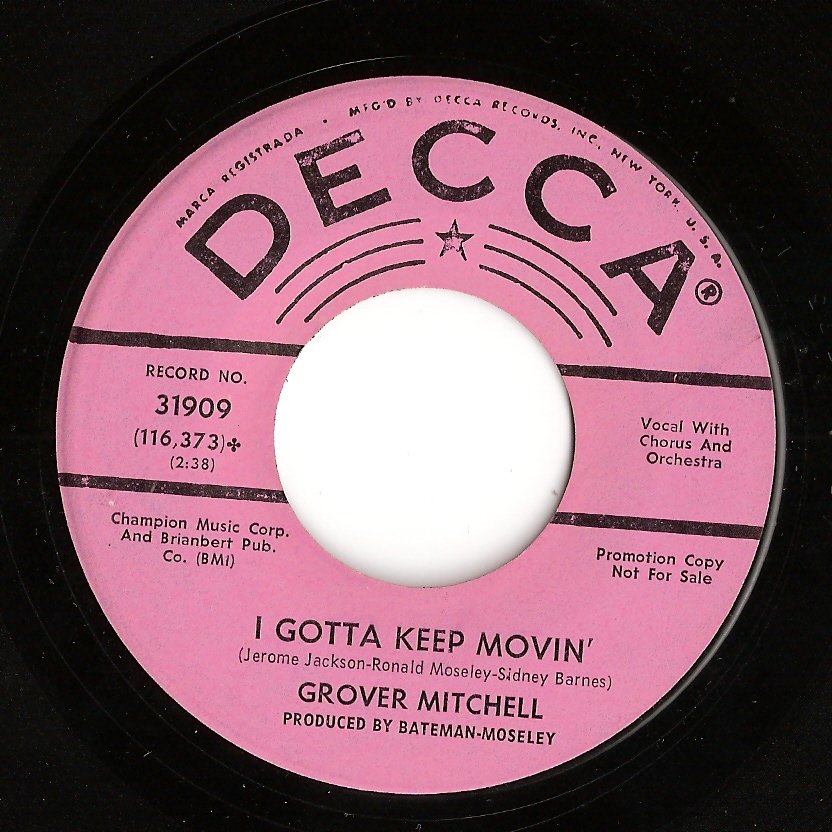 MARCA REGISTRADA • MFG'D BY DECCA RECORDS, INC., NEW YORK, U.S.A.
DECCA®
RECORD NO.
31909
(116,373)✤
(2:38)
Vocal With
Chorus And
Orchestra
Champion Music Corp.
And Brianbert Pub.
Co. (BMI)
Promotion Copy
Not For Sale
I GOTTA KEEP MOVIN'
(Jerome Jackson-Ronald Moseley-Sidney Barnes)
GROVER MITCHELL
PRODUCED BY BATEMAN-MOSELEY